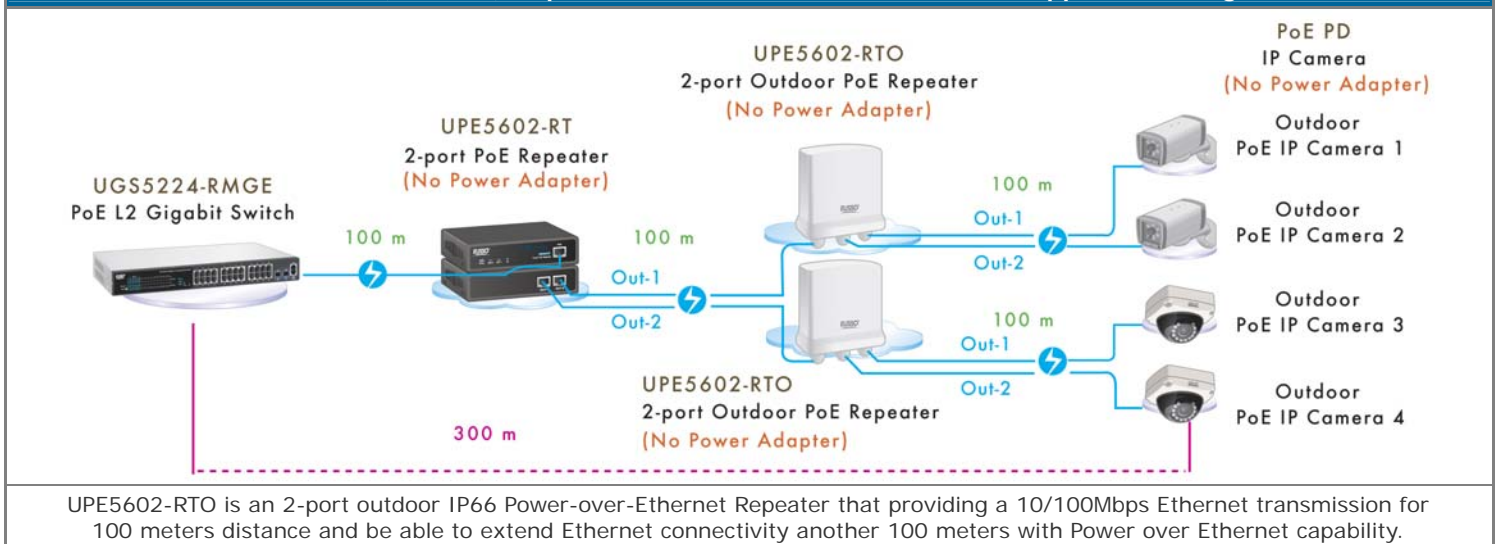 PoE PD
IP Camera
(No Power Adapter)
UPE5602-RTO
2-port Outdoor PoE Repeater
(No Power Adapter)
UPE5602-RT
2-port PoE Repeater
(No Power Adapter)
UGS5224-RMGE
PoE L2 Gigabit Switch
Outdoor
PoE IP Camera 1
Outdoor
PoE IP Camera 2
Outdoor
PoE IP Camera 3
Outdoor
PoE IP Camera 4
100 m
100 m
Out-1
Out-2
100 m
Out-1
Out-2
100 m
Out-1
Out-2
UPE5602-RTO
2-port Outdoor PoE Repeater
(No Power Adapter)
300 m
UPE5602-RTO is an 2-port outdoor IP66 Power-over-Ethernet Repeater that providing a 10/100Mbps Ethernet transmission for
100 meters distance and be able to extend Ethernet connectivity another 100 meters with Power over Ethernet capability.